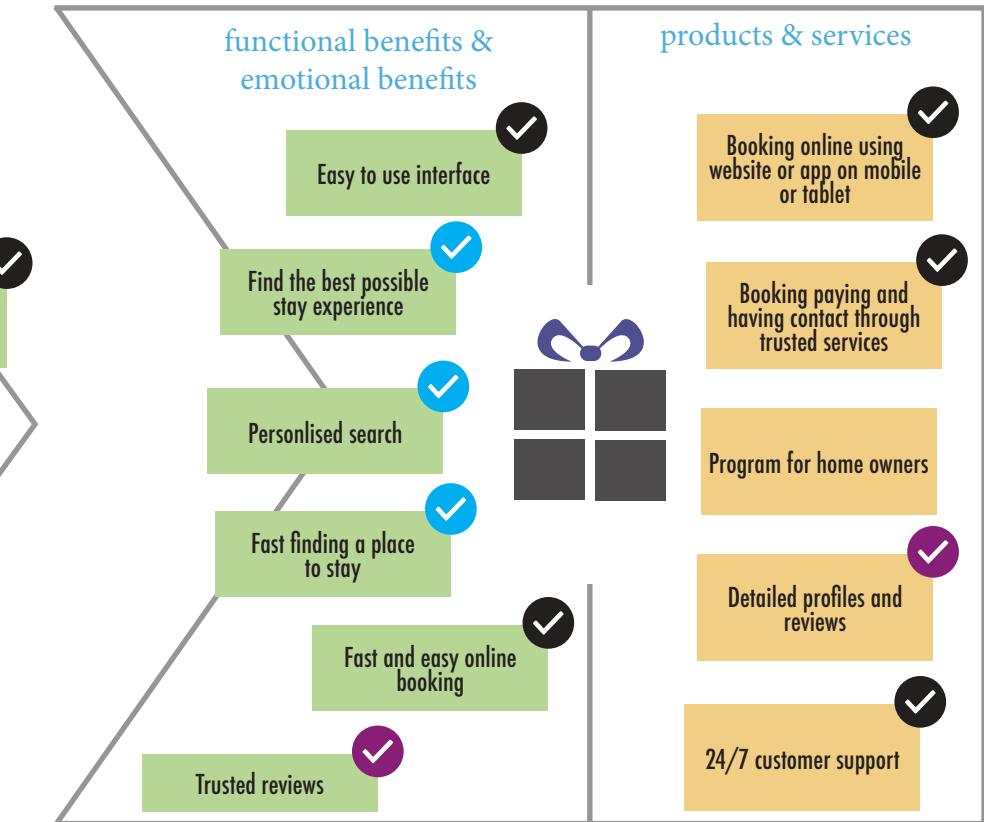 functional benefits &
emotional benefits
Easy to use interface
Find the best possible
stay experience
Personlised search
Fast finding a place
to stay
Fast and easy online
booking
Trusted reviews
products & services
Booking online using
website or app on mobile
or tablet
Booking paying and
having contact through
trusted services
Program for home owners
Detailed profiles and
reviews
24/7 customer support